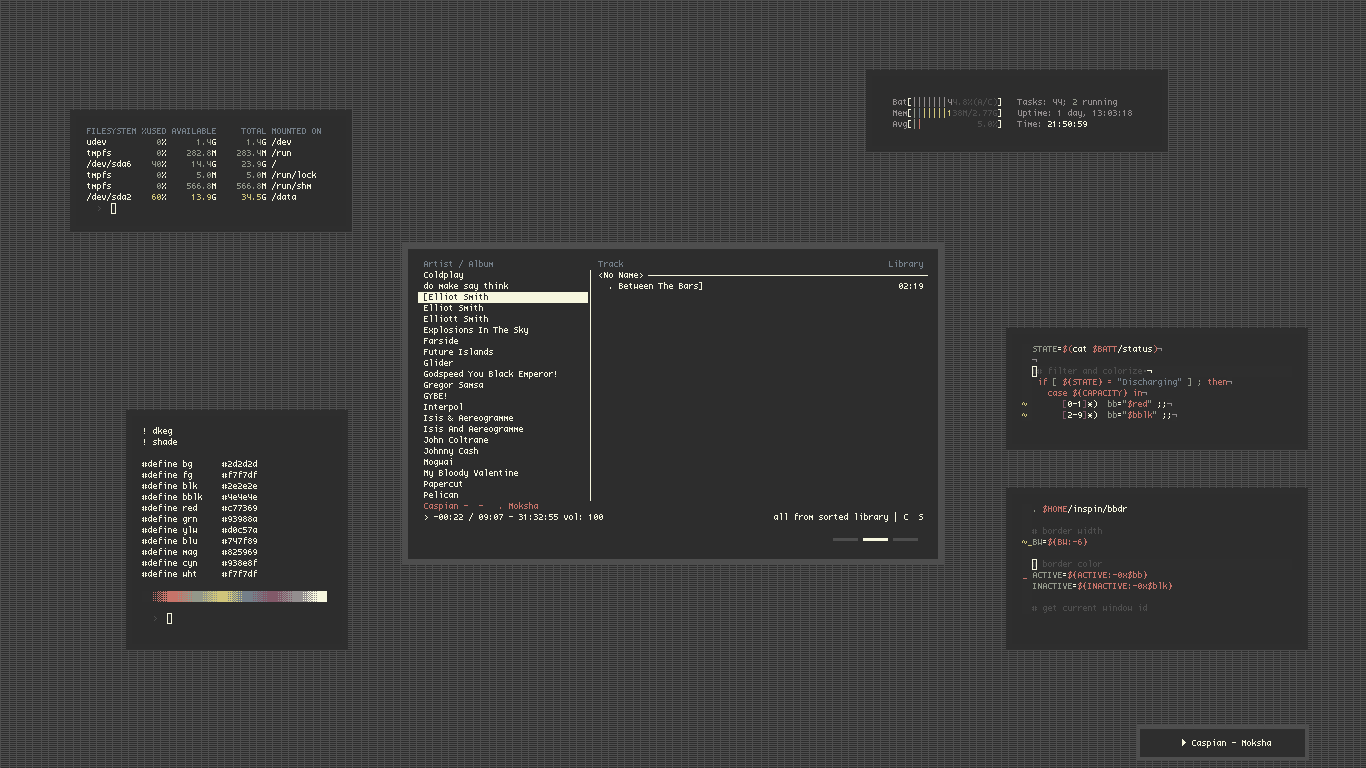 FILESYSTEM %USED AVAILABLE TOTAL MOUNTED ON
udev 0% 1.4G 1.4G /dev
tmpfs 0% 282.8M 283.4M /run
/dev/sda6 40% 14.4G 23.9G /
tmpfs 0% 5.0M 5.0M /run/lock
tmpfs 0% 566.8M 566.8M /run/shm
/dev/sda2 60% 13.9G 34.5G /data
>
Bat[|||||||44.0%(A/C)] Tasks: 44; 2 running
Mem[|||||||138M/2.77G] Uptime: 1 day, 13:03:18
Avg[|| 5.0%] Time: 21:50:59
Artist / Album
Coldplay
do make say think
[Elliot Smith
Elliot Smith
Elliott Smith
Explosions In The Sky
Farside
Future Islands
Glider
Godspeed You Black Emperor!
Gregor Samsa
GYBE!
Interpol
Isis & Aereogramme
Isis And Aereogramme
John Coltrane
Johnny Cash
Mogwai
My Bloody Valentine
Papercut
Pelican
Track Library
<No Name>
. Between The Bars] 02:19
Caspian -  -   . Moksha
> -00:22 / 09:07 - 31:32:55 vol: 100 all from sorted library | C S
STATE=$(cat $BATT/status)¬
¬
# filter and colorize¬
if [ ${STATE} = "Discharging" ] ; then¬
case ${CAPACITY} in¬
~ [0-1]*) bb="$red" ;;¬
~ [2-9]*) bb="$bblk" ;;¬
! dkeg
! shade
#define bg #2d2d2d
#define fg #f7f7df
#define blk #2e2e2e
#define bblk #4e4e4e
#define red #c77369
#define grn #93988a
#define ylw #d0c57a
#define blu #747f89
#define mag #825969
#define cyn #938e8f
#define wht #f7f7df
>
. $HOME/inspin/bbdr
# border width
~_BW=${BW:-6}
# border color
_ ACTIVE=${ACTIVE:-0x$bb}
INACTIVE=${INACTIVE:-0x$blk}
# get current window id
Caspian - Moksha